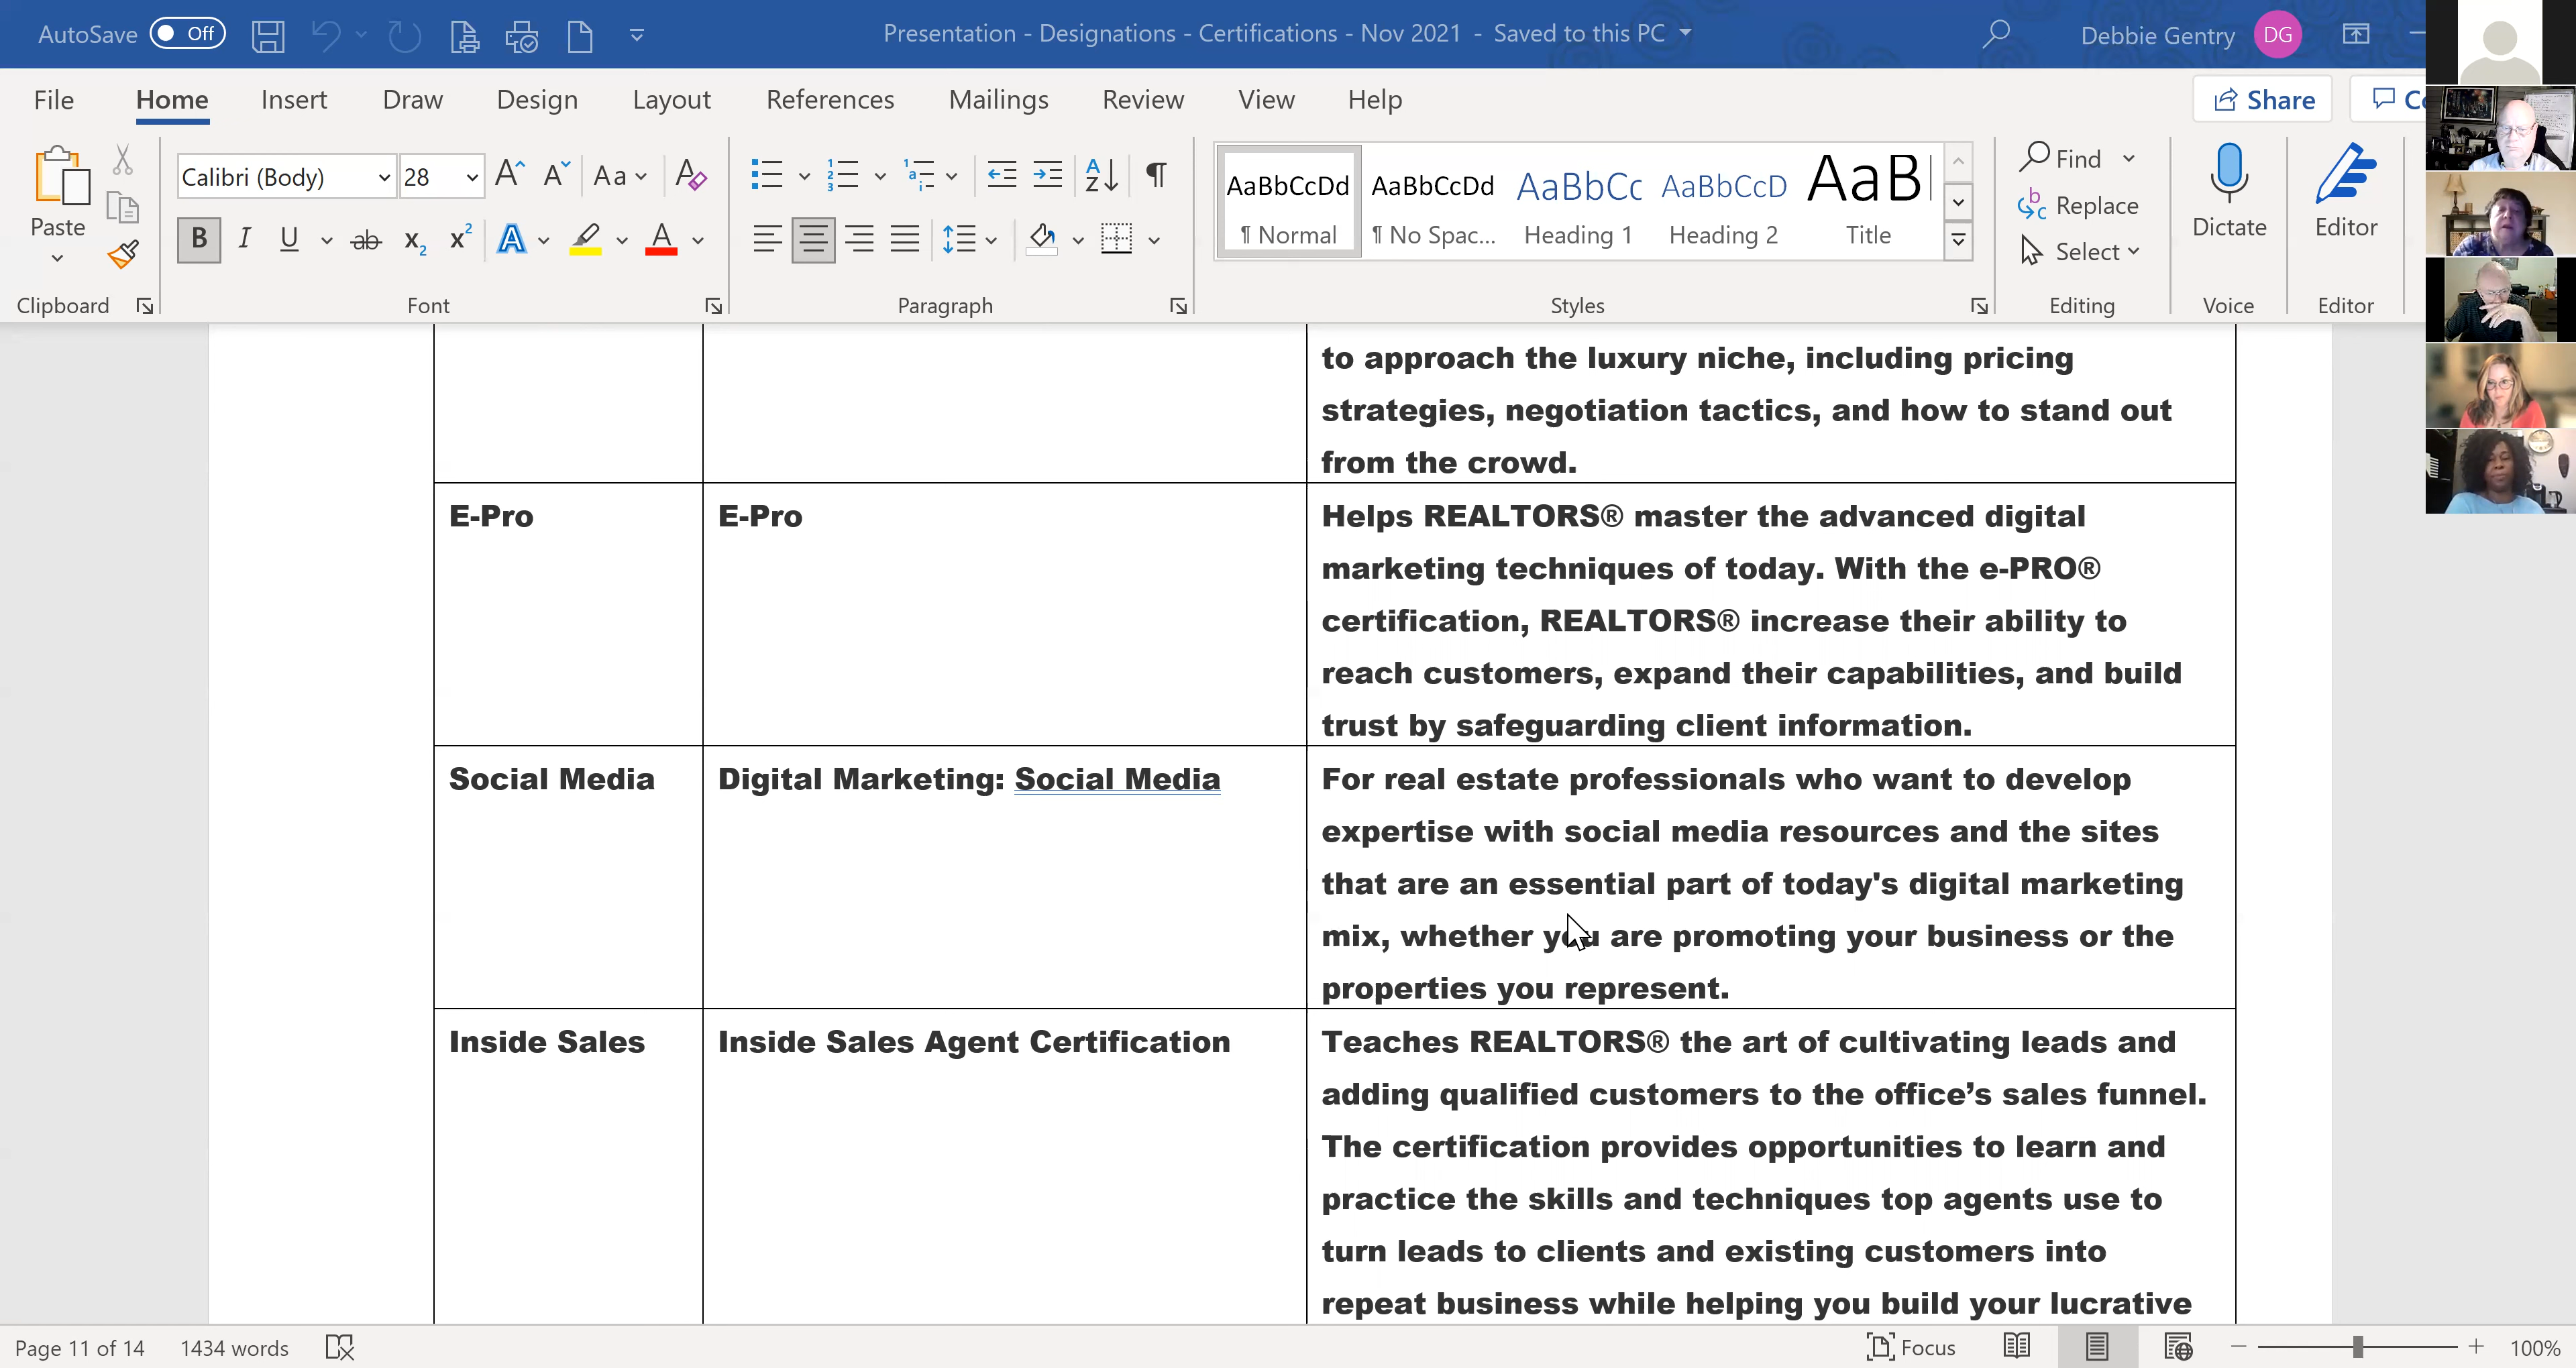 AutoSave Off Presentation - Designations - Certifications - Nov 2021 - Saved to this PC Debbie Gentry DG
File Home Insert Draw Design Layout References Mailings Review View Help Share
Paste
Calibri (Body) 28 Aa
B I U ab x2 x2 A A
AaBbCcDd AaBbCcDd AaBbCc AaBbCcD AaB
¶ Normal ¶ No Spac... Heading 1 Heading 2 Title
Find
Replace
Select
Dictate Editor
Clipboard Font Paragraph Styles Editing Voice Editor
to approach the luxury niche, including pricing
strategies, negotiation tactics, and how to stand out
from the crowd.
E-Pro E-Pro Helps REALTORS® master the advanced digital
marketing techniques of today. With the e-PRO®
certification, REALTORS® increase their ability to
reach customers, expand their capabilities, and build
trust by safeguarding client information.
Social Media Digital Marketing: Social Media For real estate professionals who want to develop
expertise with social media resources and the sites
that are an essential part of today's digital marketing
mix, whether you are promoting your business or the
properties you represent.
Inside Sales Inside Sales Agent Certification Teaches REALTORS® the art of cultivating leads and
adding qualified customers to the office’s sales funnel.
The certification provides opportunities to learn and
practice the skills and techniques top agents use to
turn leads to clients and existing customers into
repeat business while helping you build your lucrative
Page 11 of 14 1434 words Focus 100%